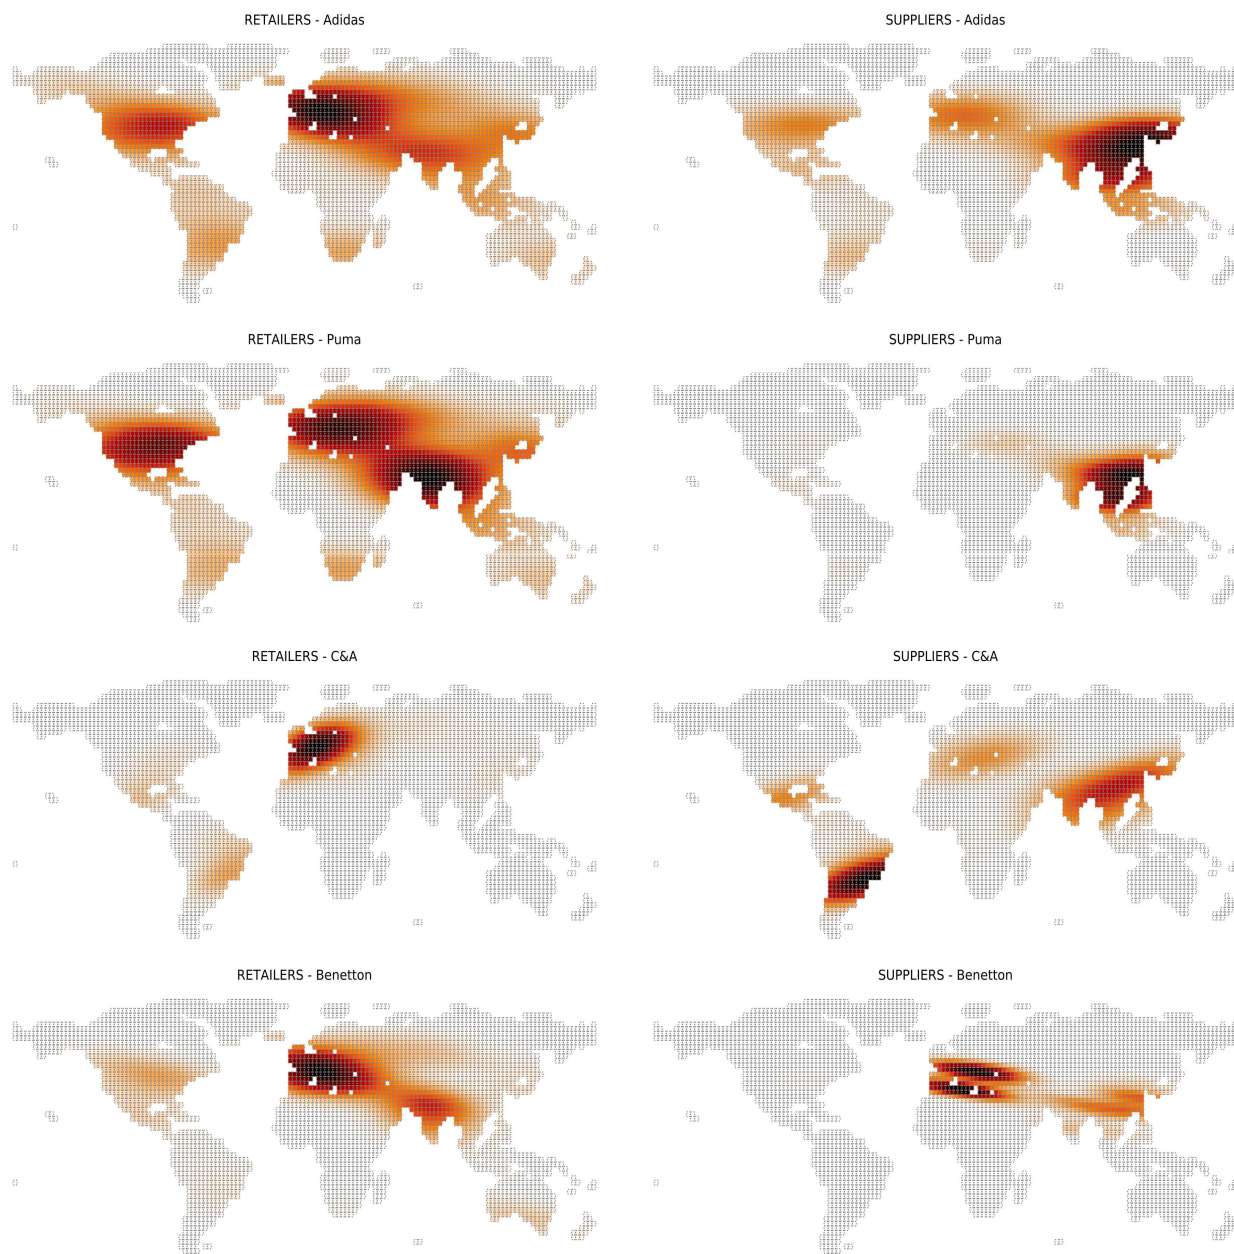 RETAILERS - Adidas
SUPPLIERS - Adidas
RETAILERS - Puma
SUPPLIERS - Puma
RETAILERS - C&A
SUPPLIERS - C&A
RETAILERS - Benetton
SUPPLIERS - Benetton